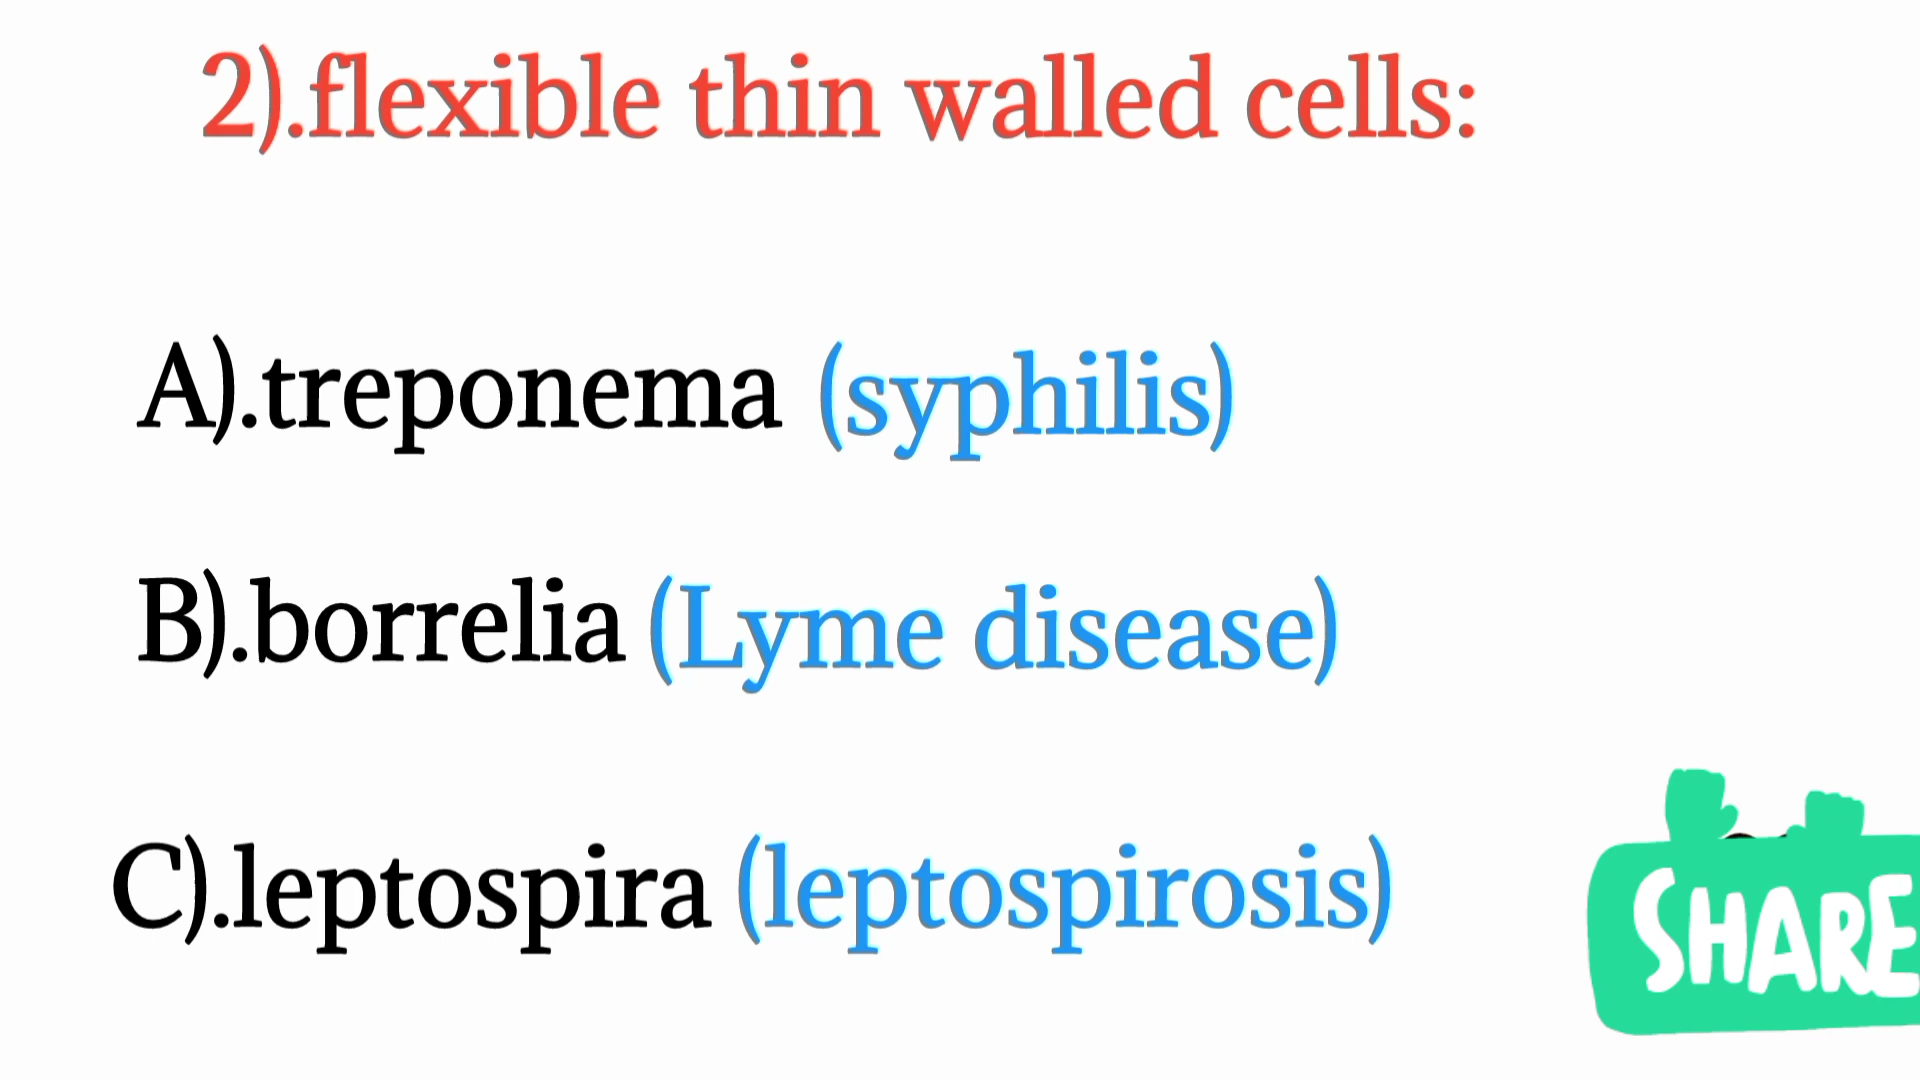 2).flexible thin walled cells:
A).treponema (syphilis)
B).borrelia (Lyme disease)
C).leptospira (leptospirosis)
SHARE